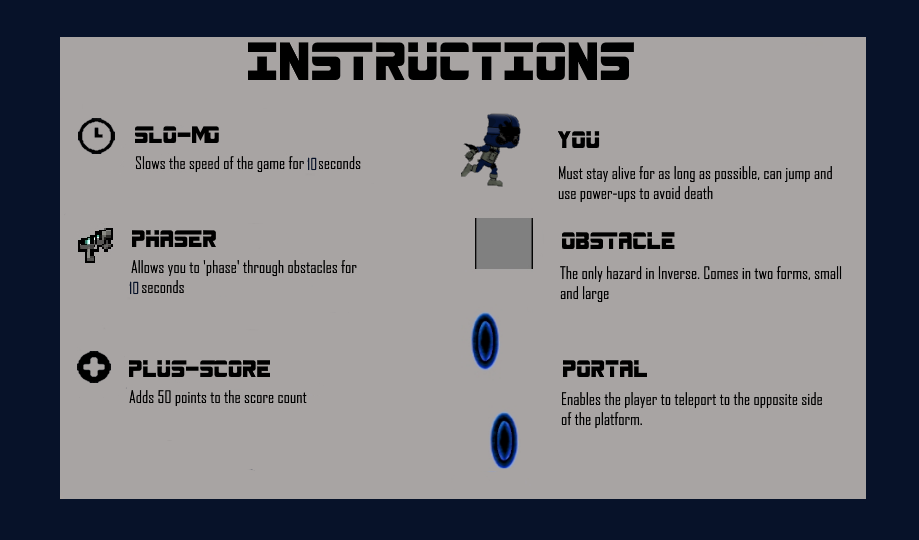 INSTRUCTIONS
SLO-MO
Slows the speed of the game for 10 seconds
PHASER
Allows you to 'phase' through obstacles for
10 seconds
PLUS-SCORE
Adds 50 points to the score count
YOU
Must stay alive for as long as possible, can jump and
use power-ups to avoid death
OBSTACLE
The only hazard in Inverse. Comes in two forms, small
and large
PORTAL
Enables the player to teleport to the opposite side
of the platform.